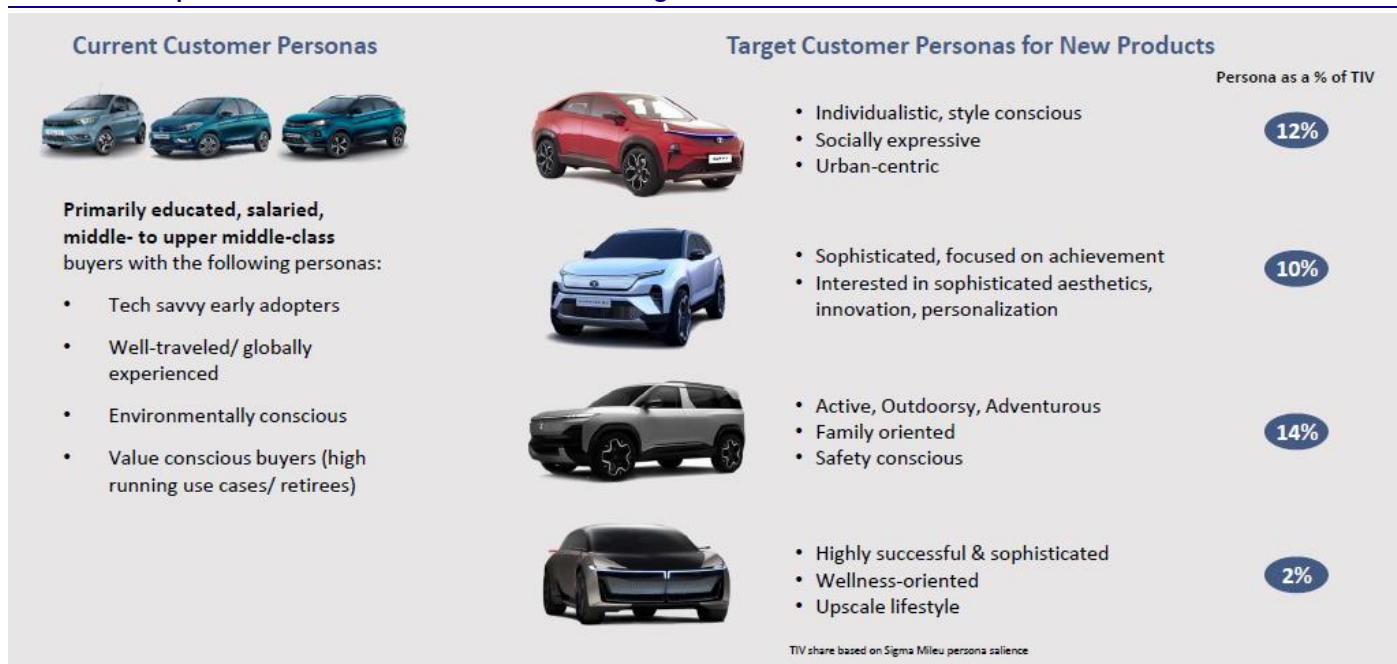 Current Customer Personas
Primarily educated, salaried,
middle- to upper middle-class
buyers with the following personas:
• Tech savvy early adopters
• Well-traveled/ globally
experienced
• Environmentally conscious
• Value conscious buyers (high
running use cases/ retirees)
Target Customer Personas for New Products
Persona as a % of TIV
• Individualistic, style conscious
• Socially expressive
• Urban-centric
12%
• Sophisticated, focused on achievement
• Interested in sophisticated aesthetics,
innovation, personalization
10%
• Active, Outdoorsy, Adventurous
• Family oriented
• Safety conscious
14%
• Highly successful & sophisticated
• Wellness-oriented
• Upscale lifestyle
2%
TIV share based on Sigma Mileu persona salience